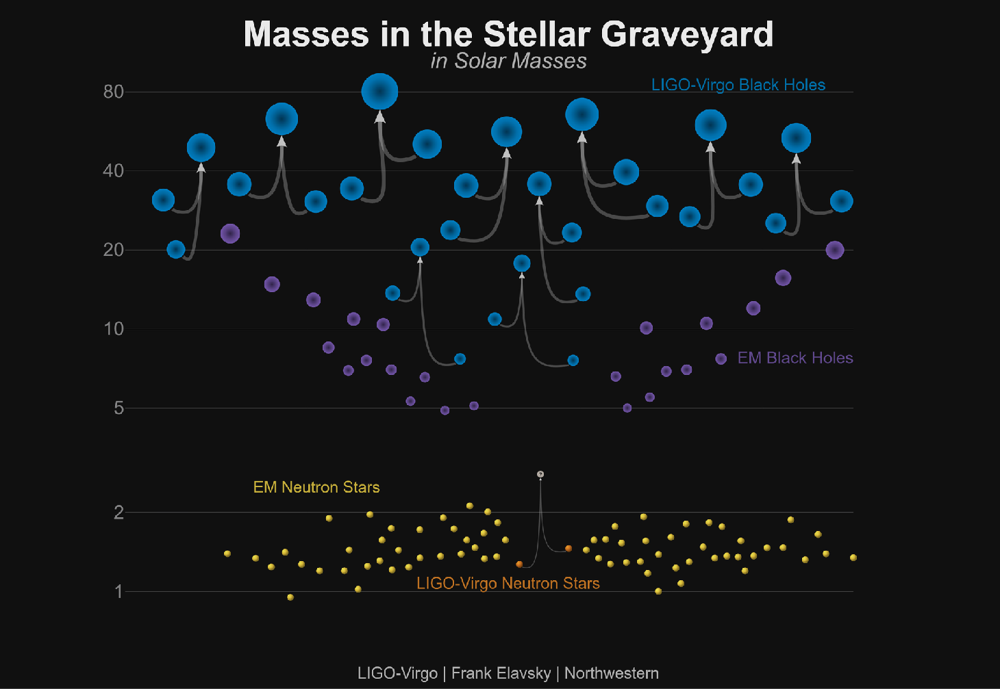 Masses in the Stellar Graveyard
in Solar Masses
LIGO-Virgo Black Holes
80
40
20
10
EM Black Holes
5
?
EM Neutron Stars
2
LIGO-Virgo Neutron Stars
1
LIGO-Virgo | Frank Elavsky | Northwestern